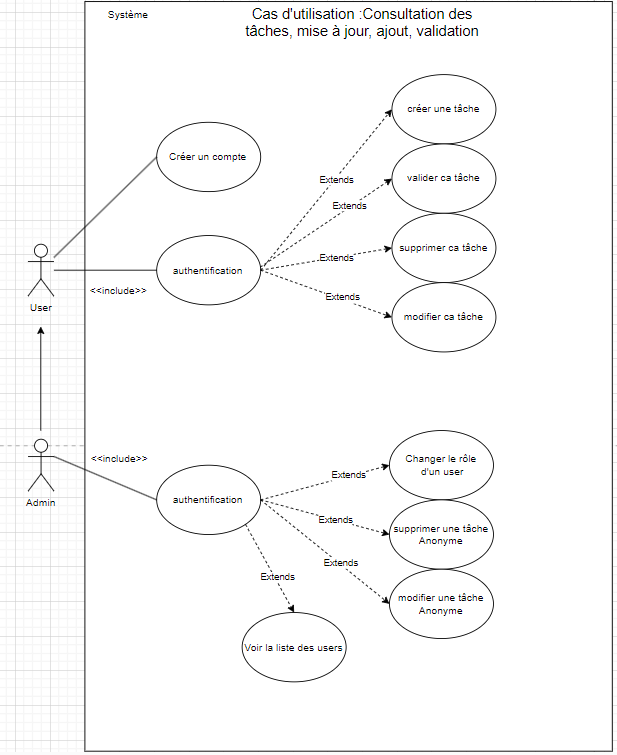 Système
Cas d'utilisation :Consultation des
tâches, mise à jour, ajout, validation
créer une tâche
Créer un compte
Extends
valider ca tâche
Extends
supprimer ca tâche
Extends
authentification
<<include>>
Extends
User
modifier ca tâche
<<include>>
Changer le rôle
d'un user
Extends
Admin
authentification
Extends
supprimer une tâche
Anonyme
Extends
Extends
modifier une tâche
Anonyme
Voir la liste des users